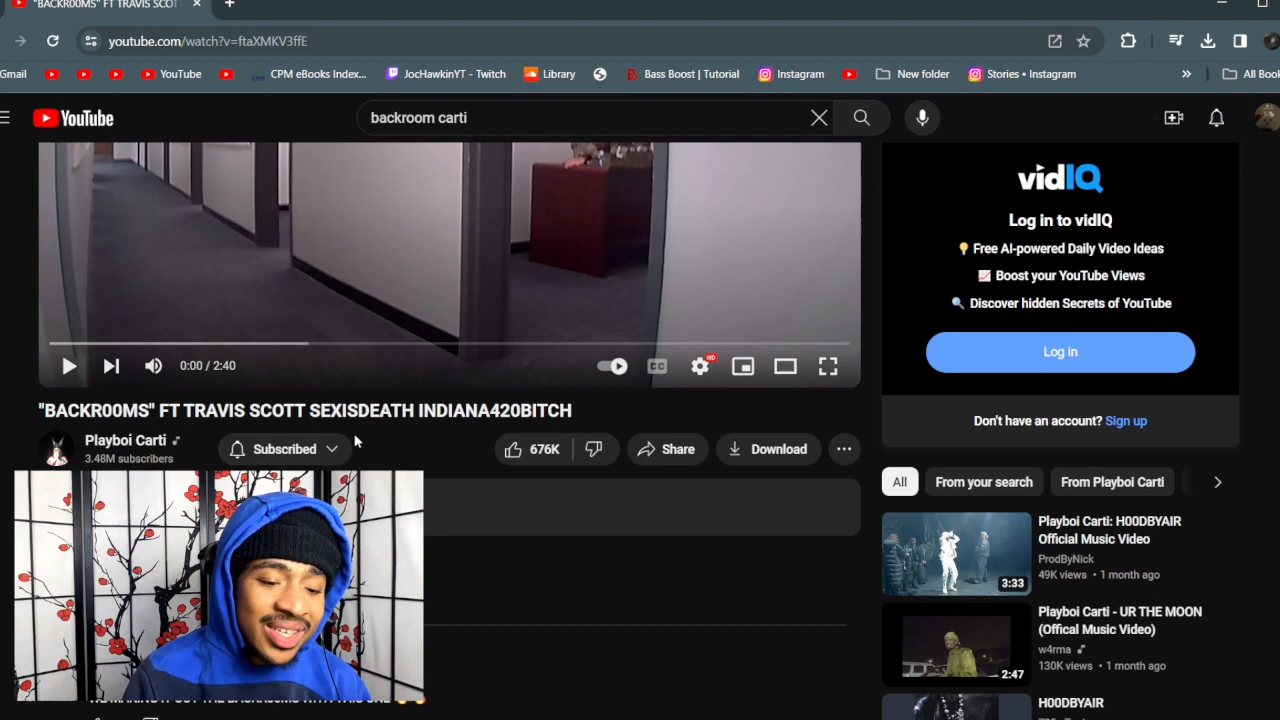 "BACKR00MS" FT TRAVIS SCOT
youtube.com/watch?v=ftaXMKV3ffE
Gmail
YouTube
CPM eBooks Index...
JocHawkinYT - Twitch
Library
Bass Boost | Tutorial
Instagram
New folder
Stories • Instagram
»
All Book
YouTube
backroom carti
0:00 / 2:40
CC
HD
"BACKR00MS" FT TRAVIS SCOTT SEXISDEATH INDIANA420BITCH
Playboi Carti
3.48M subscribers
Subscribed
676K
Share
Download
vidIQ
Log in to vidIQ
Free AI-powered Daily Video Ideas
Boost your YouTube Views
Discover hidden Secrets of YouTube
Log in
Don't have an account? Sign up
All
From your search
From Playboi Carti
Playboi Carti: H00DBYAIR
Official Music Video
ProdByNick
49K views • 1 month ago
3:33
Playboi Carti - UR THE MOON
(Offical Music Video)
w4rma
130K views • 1 month ago
2:47
H00DBYAIR